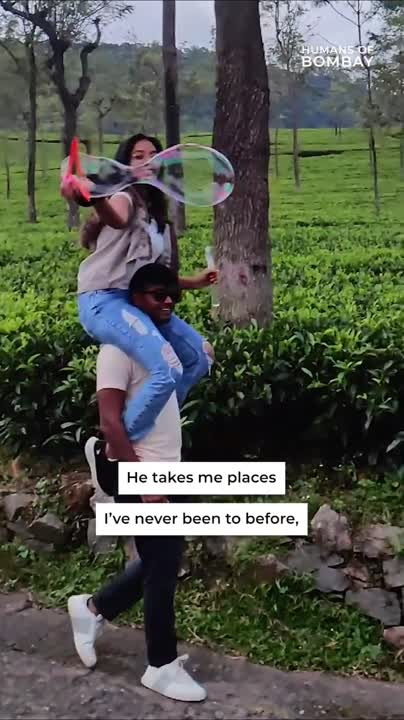 HUMANS OF
BOMBAY
He takes me places
I've never been to before,